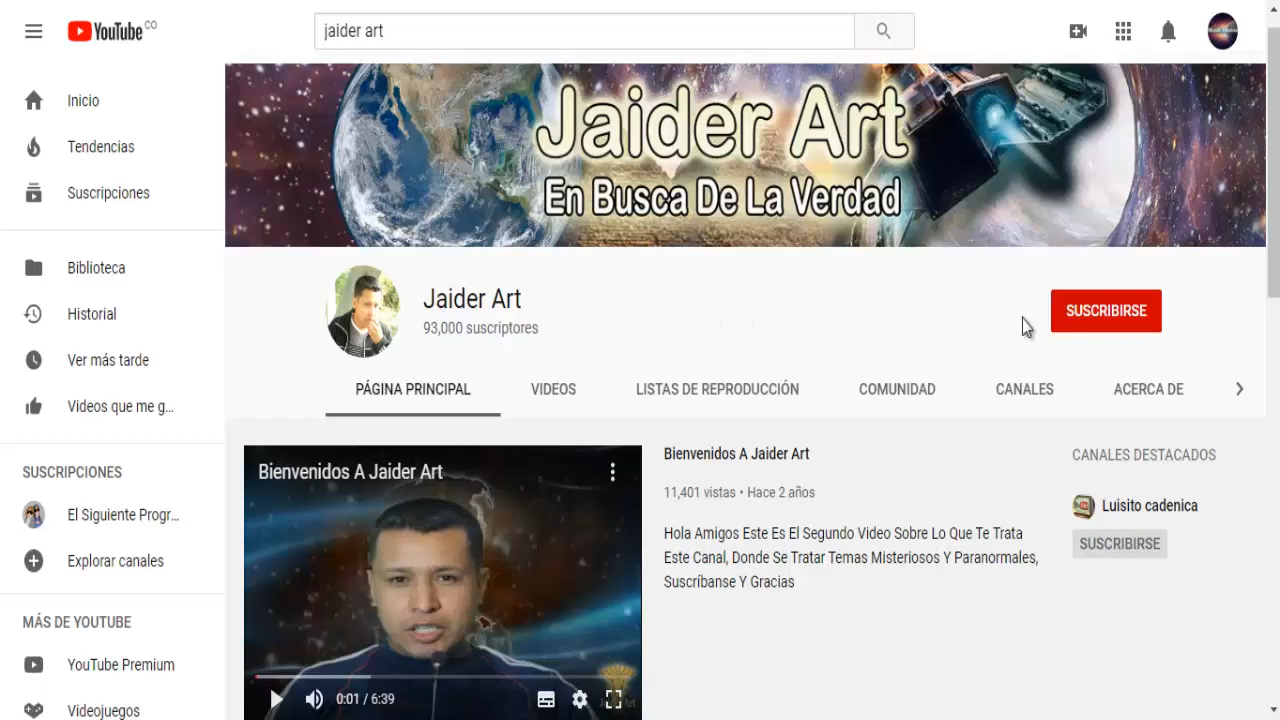 YouTube CO
jaider art
Inicio
Tendencias
Suscripciones
Biblioteca
Historial
Ver más tarde
Videos que me g...
SUSCRIPCIONES
El Siguiente Progr...
Explorar canales
MÁS DE YOUTUBE
YouTube Premium
Videojuegos
Jaider Art
En Busca De La Verdad
Jaider Art
93,000 suscriptores
SUSCRIBIRSE
PÁGINA PRINCIPAL VIDEOS LISTAS DE REPRODUCCIÓN COMUNIDAD CANALES ACERCA DE
Bienvenidos A Jaider Art
0:01 / 6:39
Bienvenidos A Jaider Art
11,401 vistas • Hace 2 años
Hola Amigos Este Es El Segundo Video Sobre Lo Que Te Trata
Este Canal, Donde Se Tratar Temas Misteriosos Y Paranormales,
Suscríbanse Y Gracias
CANALES DESTACADOS
Luisito cadenica
SUSCRIBIRSE